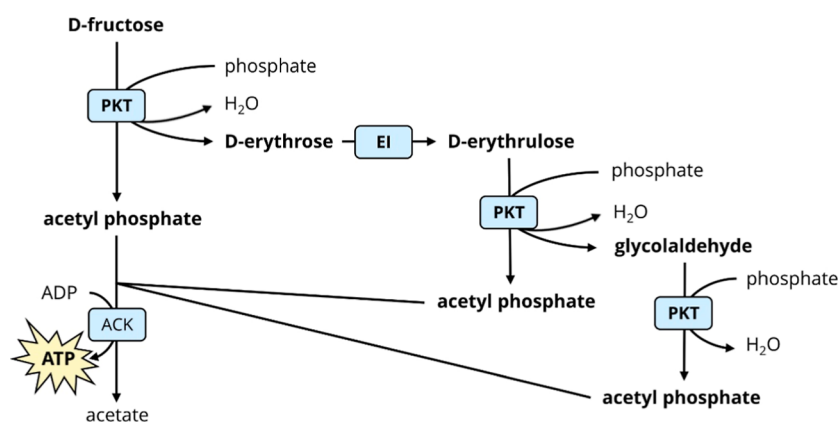 D-fructose
phosphate
PKT
H₂O
D-erythrose
EI
D-erythrulose
phosphate
PKT
H₂O
acetyl phosphate
glycolaldehyde
phosphate
ADP
acetyl phosphate
PKT
ACK
H₂O
ATP
acetyl phosphate
acetate